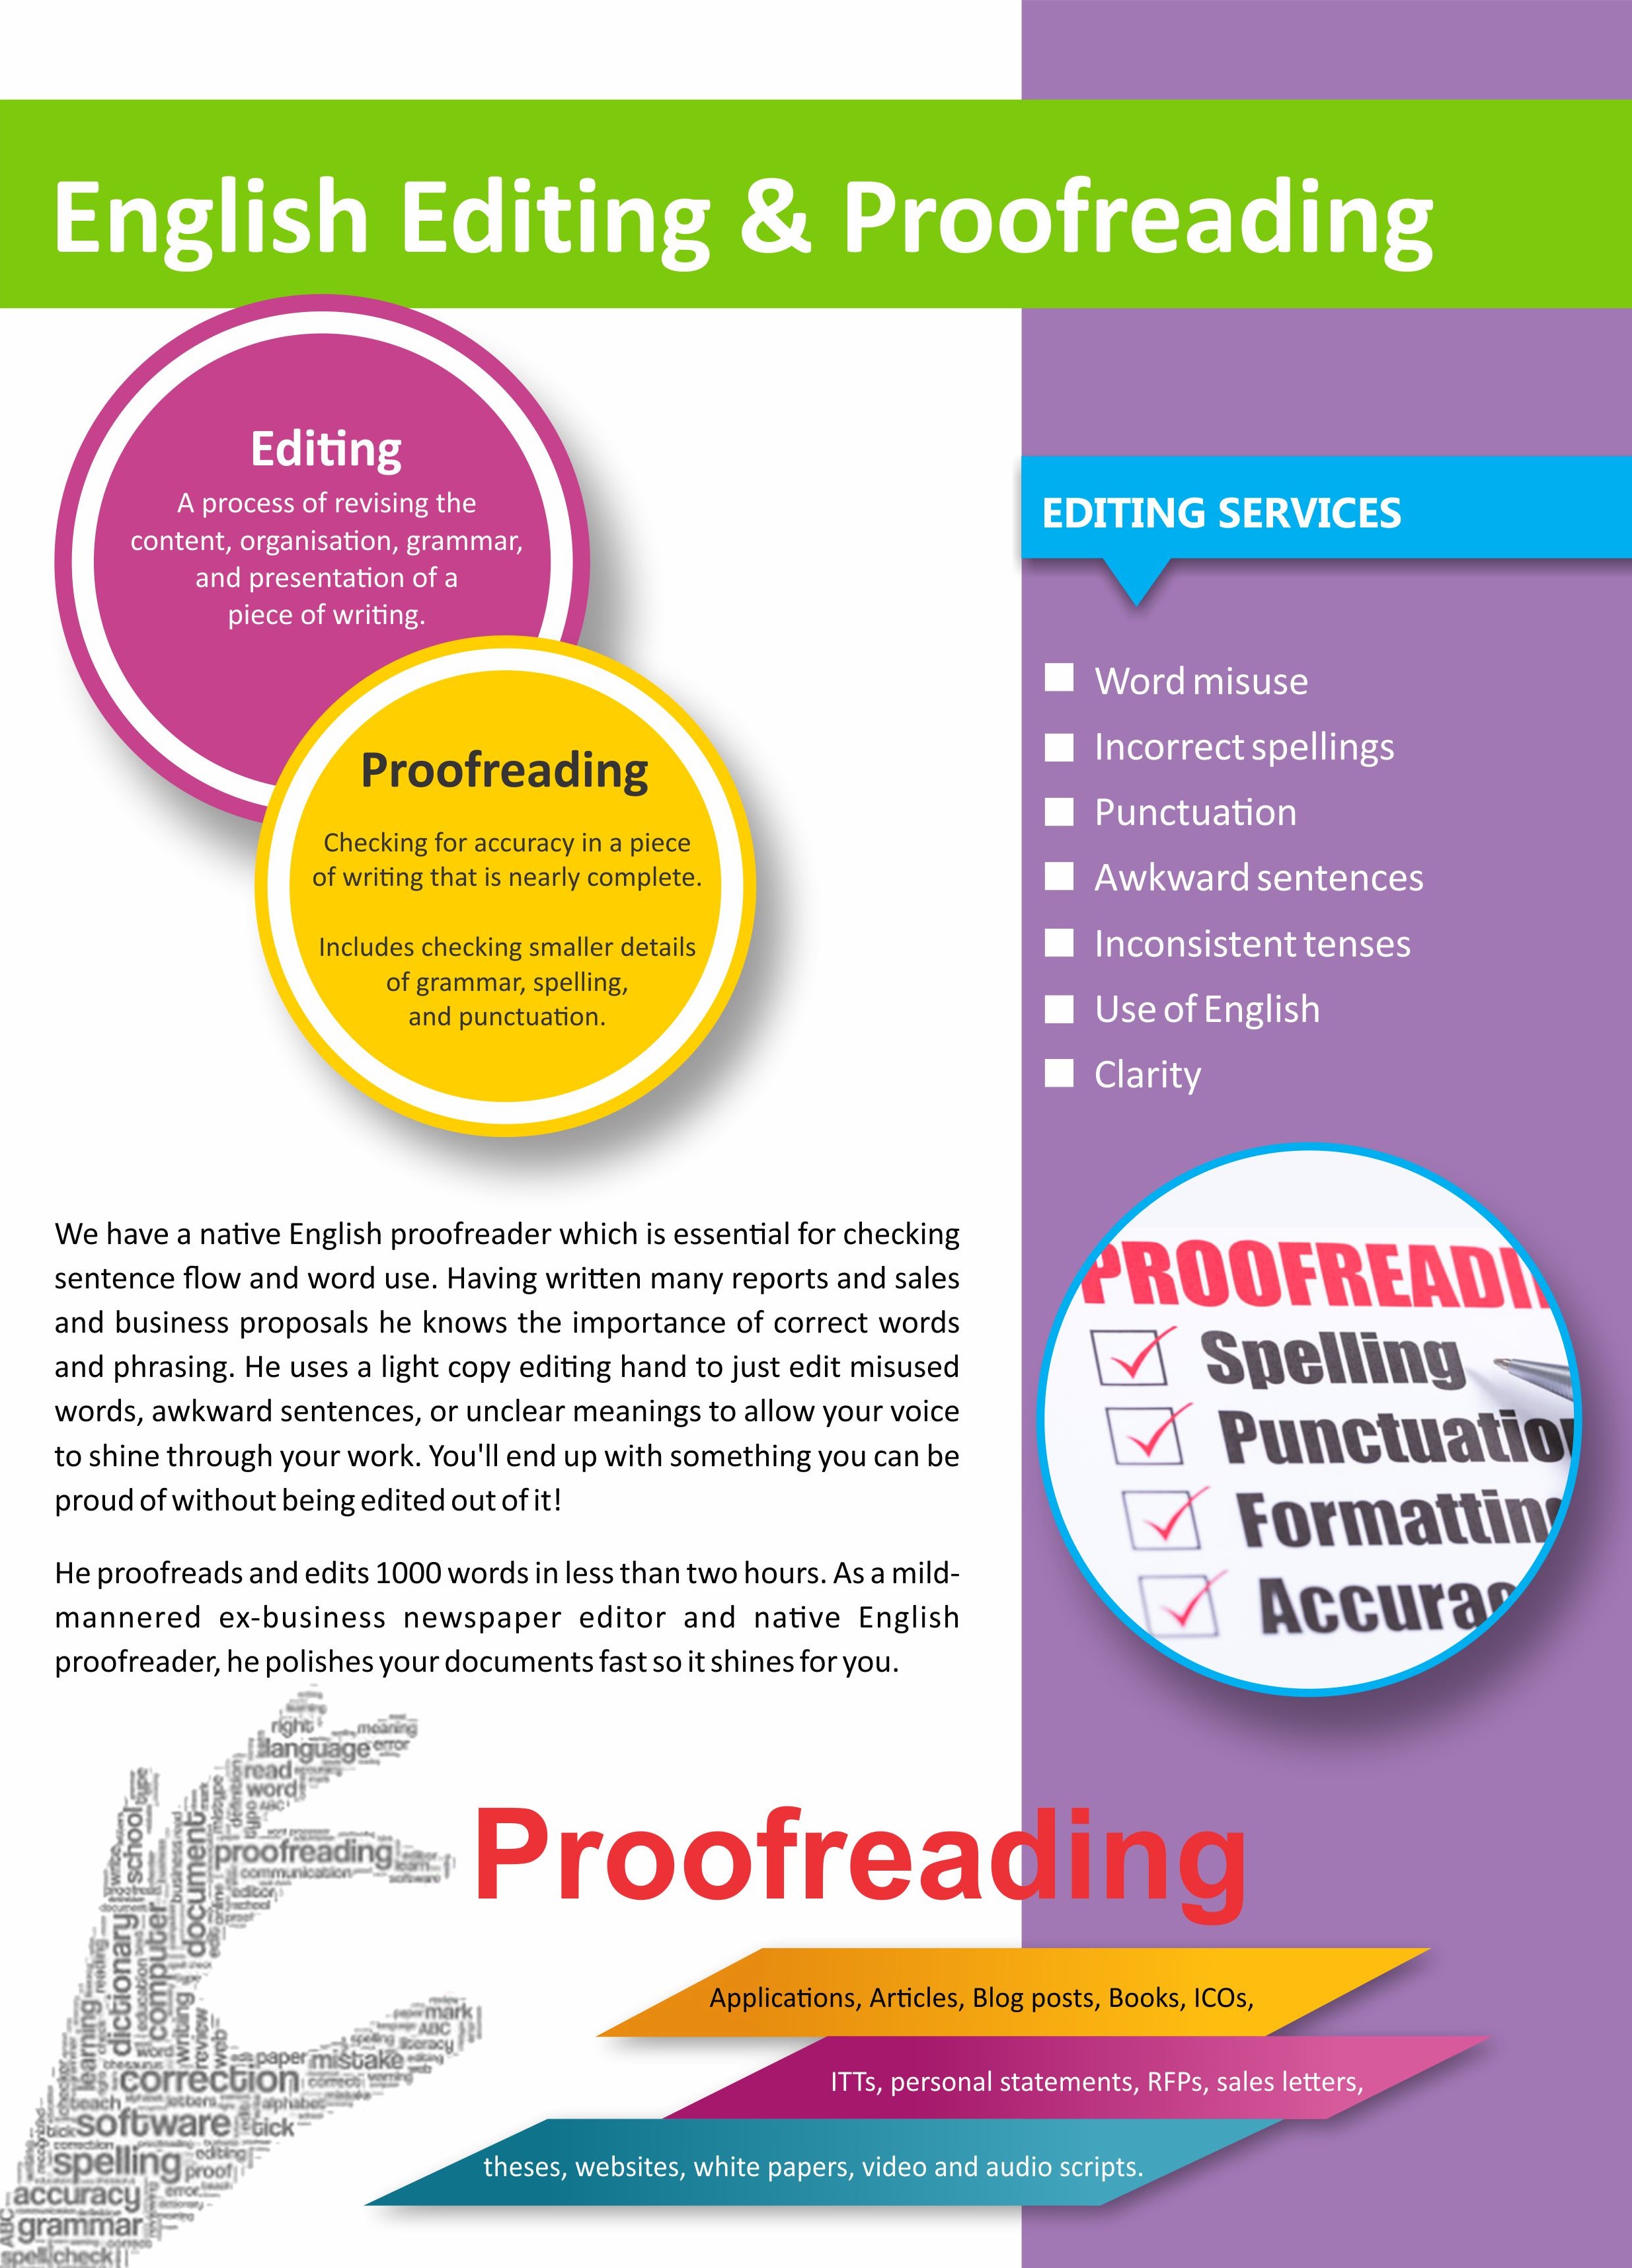 English Editing & Proofreading
Editing
A process of revising the
content, organisation, grammar,
and presentation of a
piece of writing.
Proofreading
Checking for accuracy in a piece
of writing that is nearly complete.
Includes checking smaller details
of grammar, spelling,
and punctuation.
EDITING SERVICES
Word misuse
Incorrect spellings
Punctuation
Awkward sentences
Inconsistent tenses
Use of English
Clarity
We have a native English proofreader which is essential for checking
sentence flow and word use. Having written many reports and sales
and business proposals he knows the importance of correct words
and phrasing. He uses a light copy editing hand to just edit misused
words, awkward sentences, or unclear meanings to allow your voice
to shine through your work. You'll end up with something you can be
proud of without being edited out of it!
He proofreads and edits 1000 words in less than two hours. As a mild-
mannered ex-business newspaper editor and native English
proofreader, he polishes your documents fast so it shines for you.
PROOFREADI
Spelling
Punctuatio
Formattin
Accurac
right
meaning
language error
read
word
proofreading
communication
editor
school
document
dictionary
computer
learning
writing
review
web
mark
ABC
literacy
paper mistake
correction
software tick
spelling editing
proof
accuracy error
grammar
spell check
Proofreading
Applications, Articles, Blog posts, Books, ICOs,
ITTs, personal statements, RFPs, sales letters,
theses, websites, white papers, video and audio scripts.